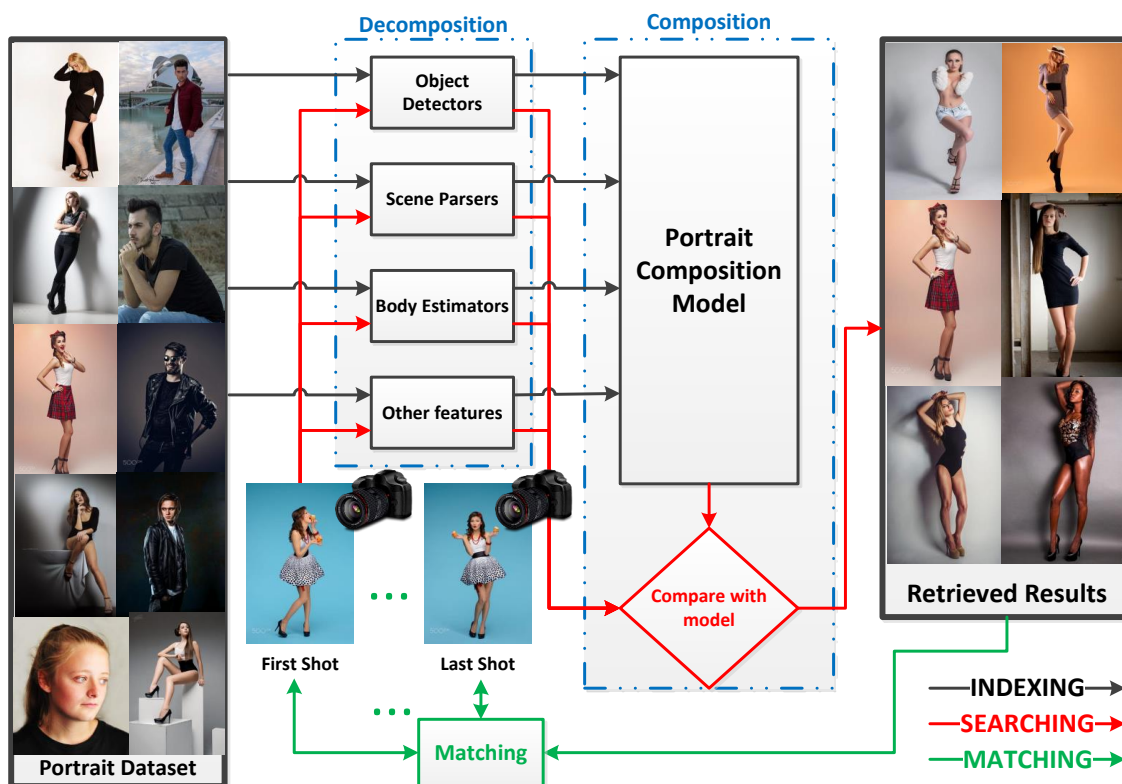 Decomposition
Composition
Object
Detectors
Scene Parsers
Body Estimators
Other features
Portrait
Composition
Model
Compare with
model
Retrieved Results
First Shot
Last Shot
Matching
Portrait Dataset
INDEXING
SEARCHING
MATCHING